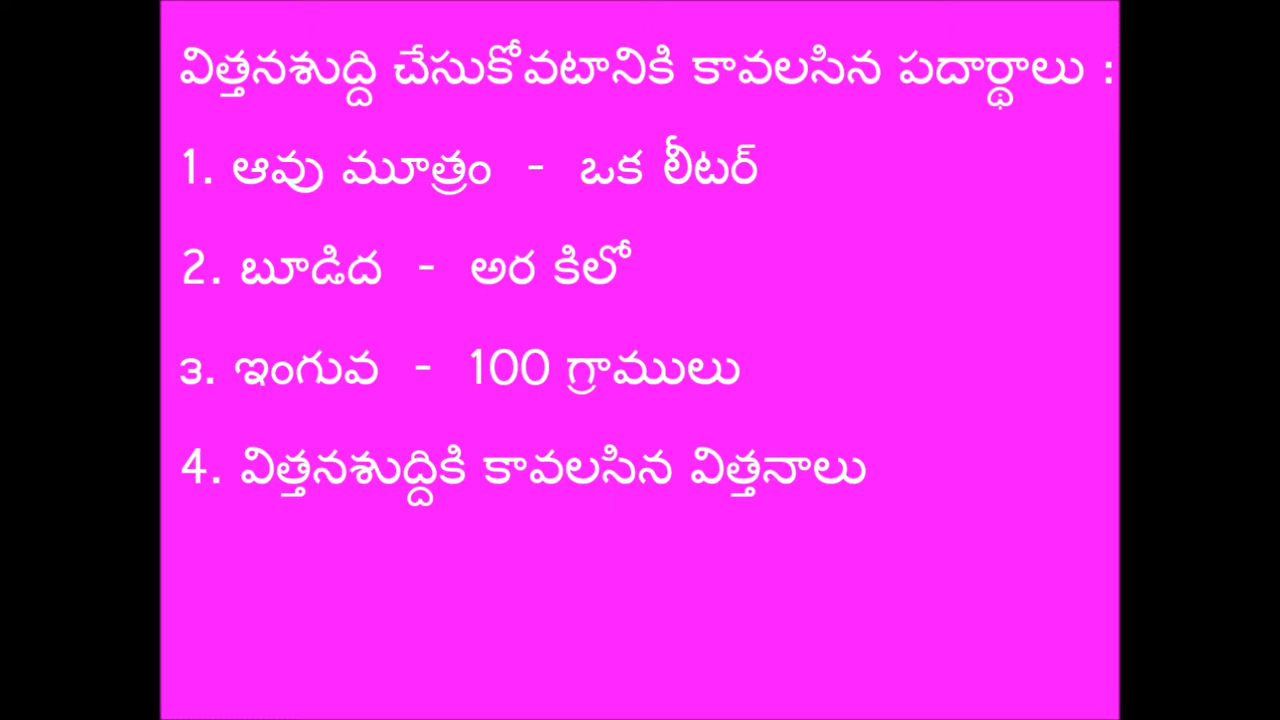 విత్తనశుద్ది చేసుకోవటానికి కావలసిన పదార్థాలు :
1. ఆవు మూత్రం - ఒక లీటర్
2. బూడిద - అర కిలో
3. ఇంగువ - 100 గ్రాములు
4. విత్తనశుద్దికి కావలసిన విత్తనాలు